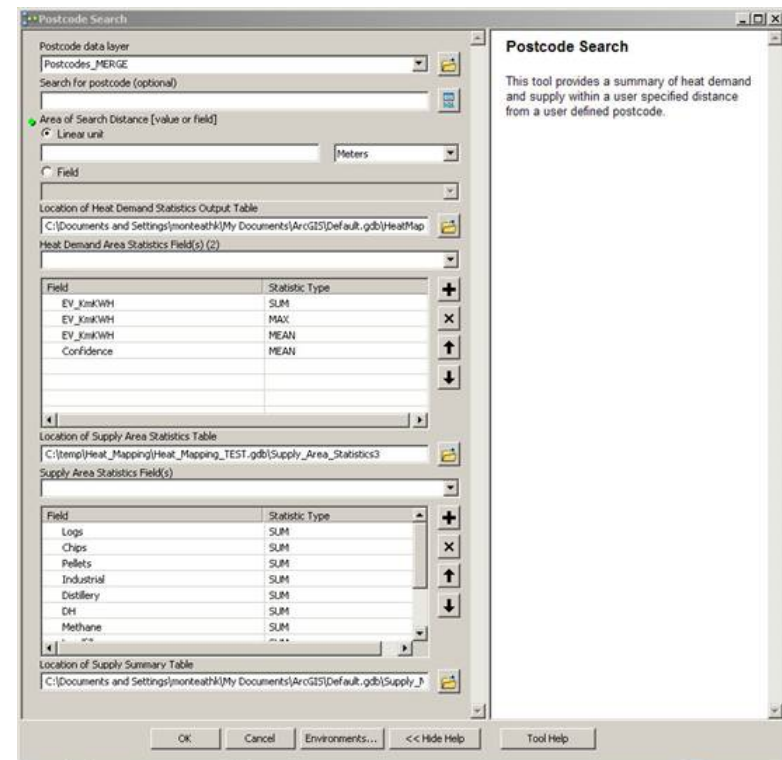 Postcode Search
Postcode data layer
Postcodes_MERGE
Search for postcode (optional)
Area of Search Distance [value or field]
Linear unit
Meters
Field
Location of Heat Demand Statistics Output Table
C:\Documents and Settings\monteathk\My Documents\ArcGIS\Default.gdb\HeatMap
Heat Demand Area Statistics Field(s) (2)
Field Statistic Type
EV_KmKWH SUM
EV_KmKWH MAX
EV_KmKWH MEAN
Confidence MEAN
Location of Supply Area Statistics Table
C:\temp\Heat_Mapping\Heat_Mapping_TEST.gdb\Supply_Area_Statistics3
Supply Area Statistics Field(s)
Field Statistic Type
Logs SUM
Chips SUM
Pellets SUM
Industrial SUM
Distillery SUM
DH SUM
Methane SUM
Location of Supply Summary Table
C:\Documents and Settings\monteathk\My Documents\ArcGIS\Default.gdb\Supply_
OK Cancel Environments... << Hide Help Tool Help
Postcode Search
This tool provides a summary of heat demand
and supply within a user specified distance
from a user defined postcode.